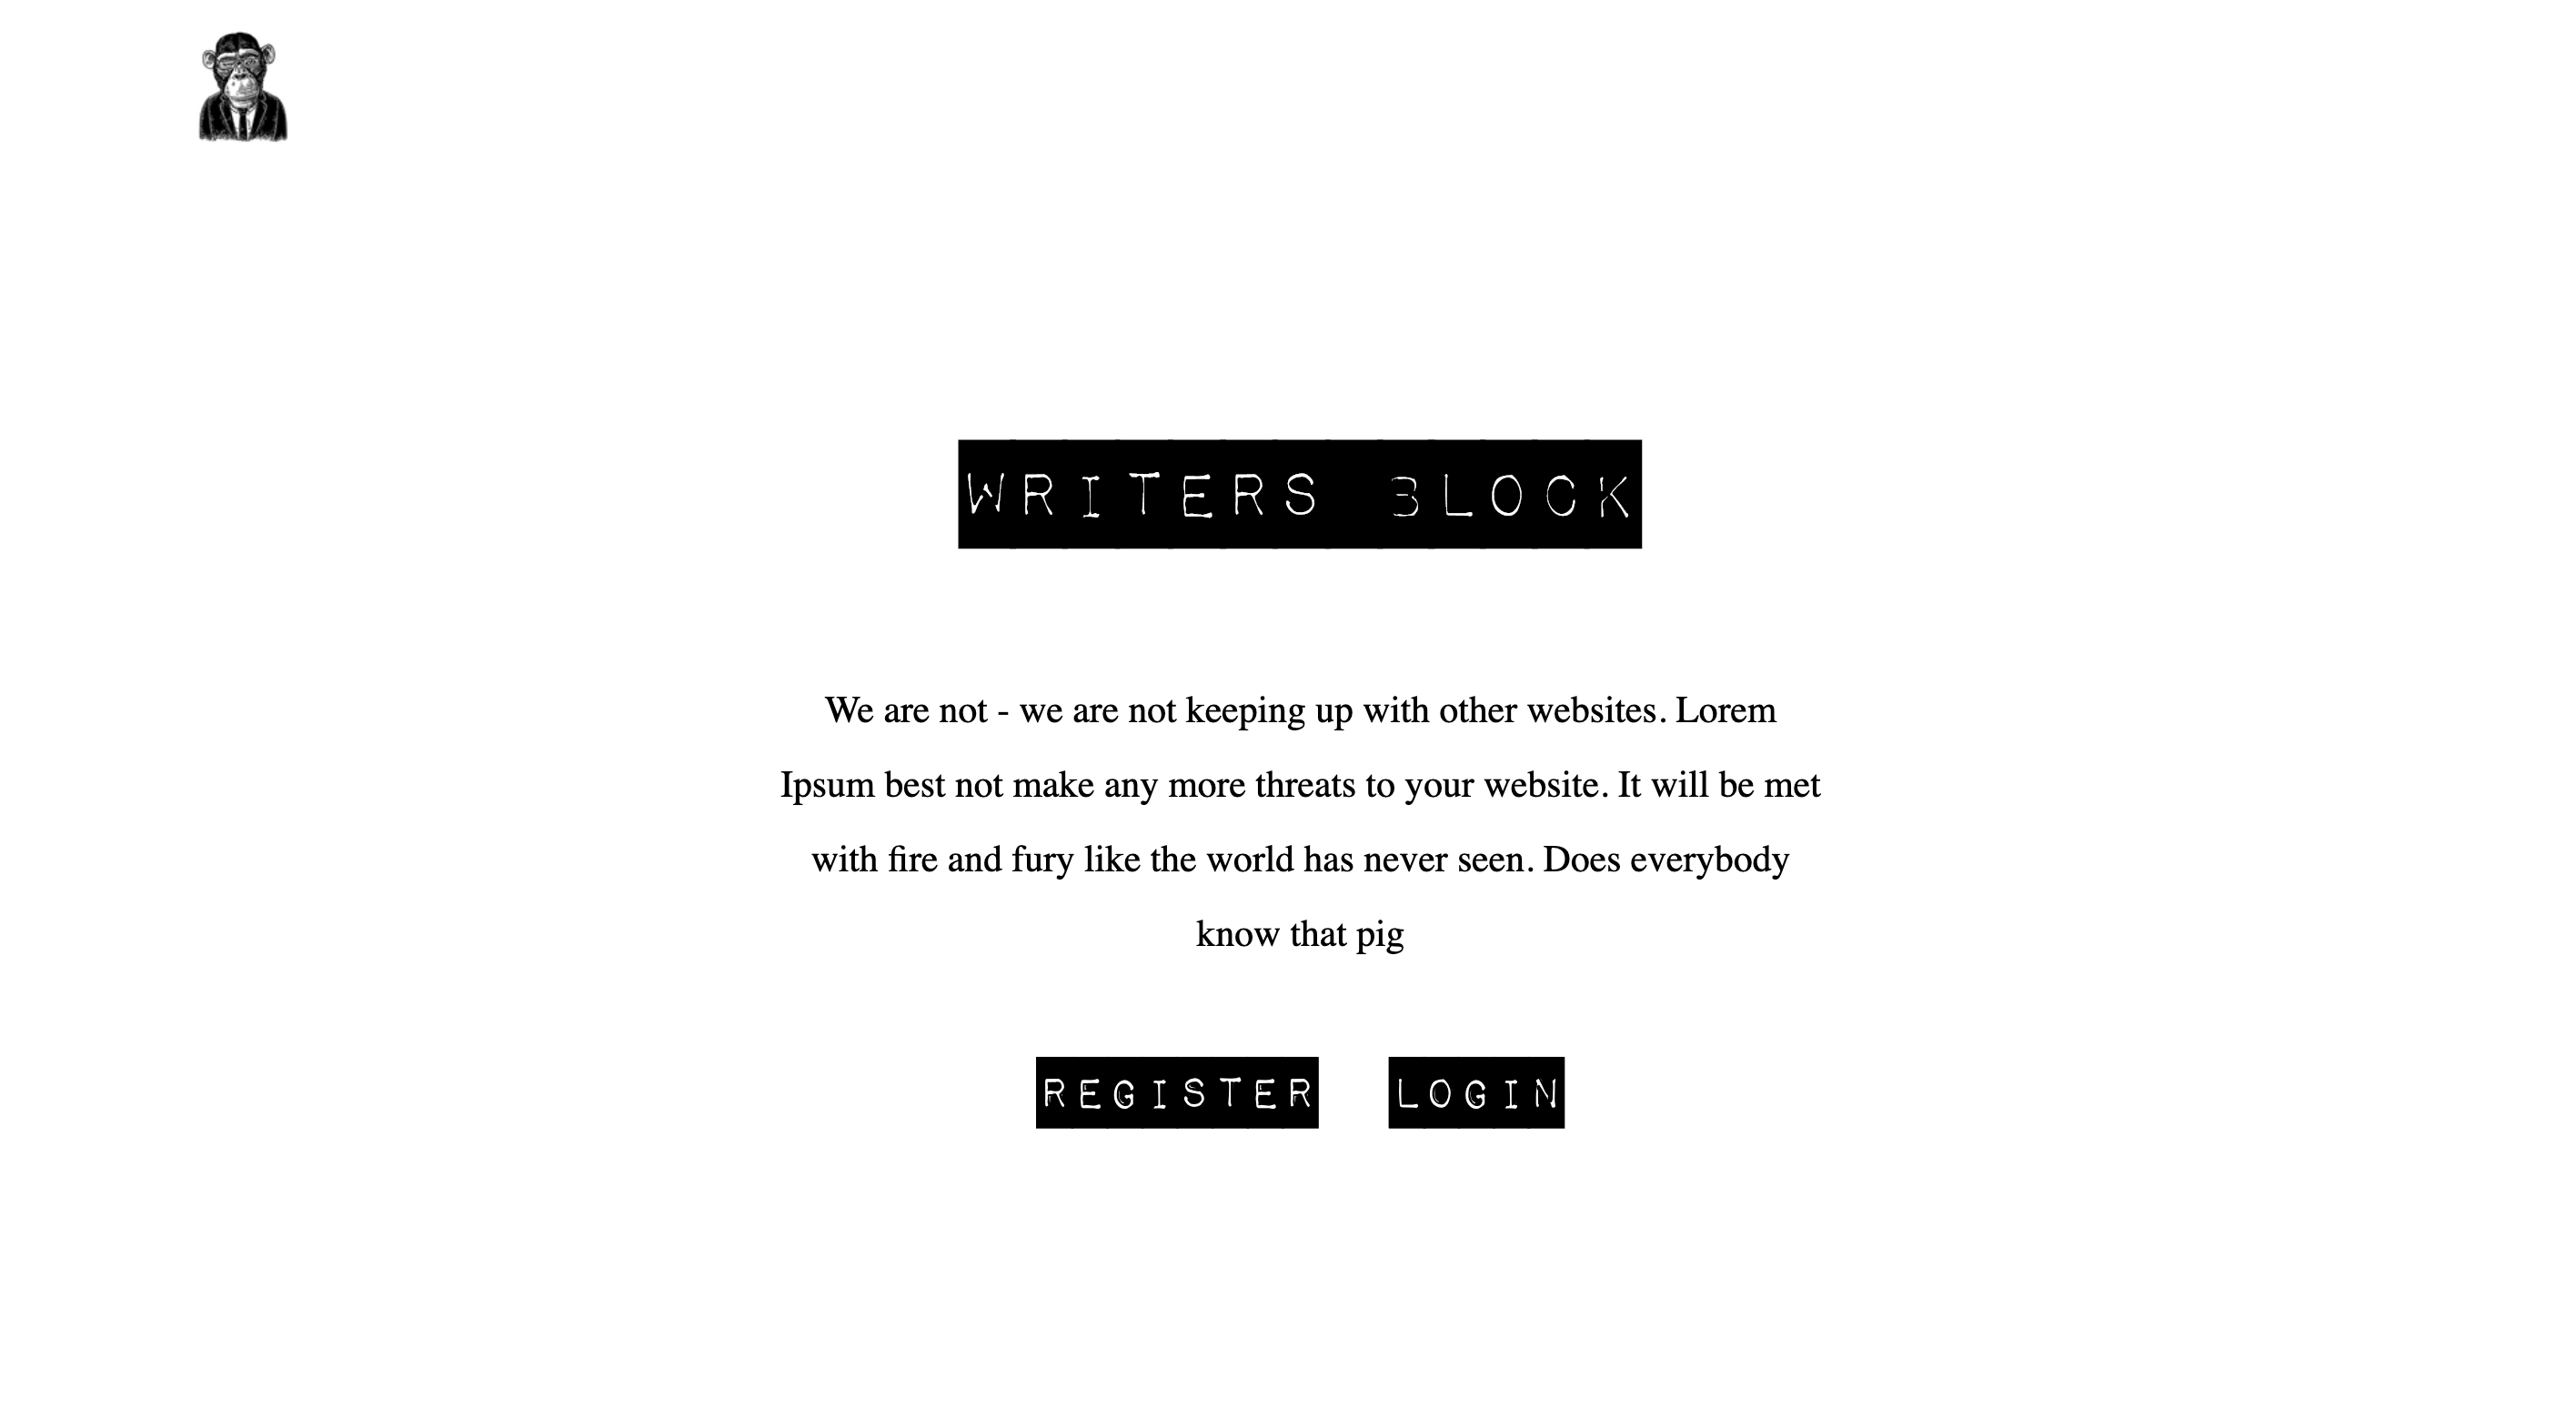 WRITERS BLOCK
We are not - we are not keeping up with other websites. Lorem
Ipsum best not make any more threats to your website. It will be met
with fire and fury like the world has never seen. Does everybody
know that pig
REGISTER LOGIN